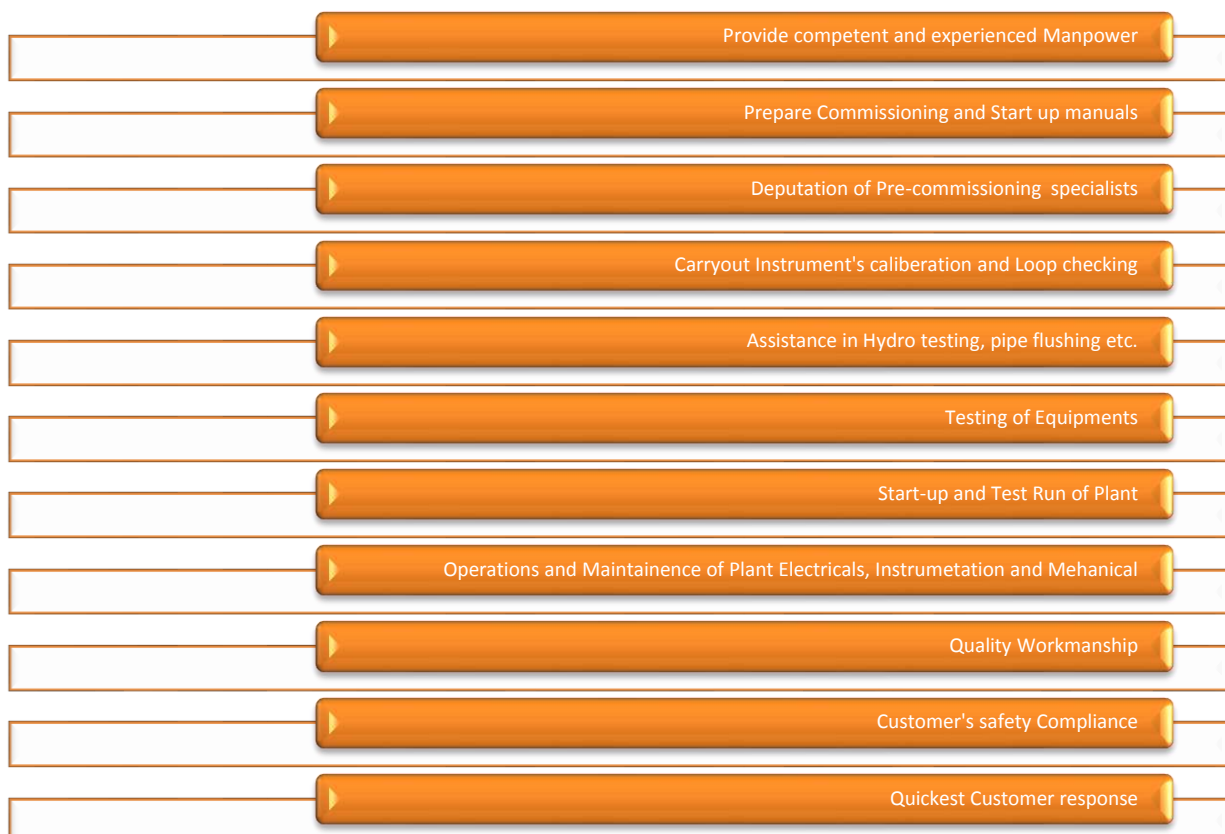 Provide competent and experienced Manpower
Prepare Commissioning and Start up manuals
Deputation of Pre-commissioning  specialists
Carryout Instrument's caliberation and Loop checking
Assistance in Hydro testing, pipe flushing etc.
Testing of Equipments
Start-up and Test Run of Plant
Operations and Maintainence of Plant Electricals, Instrumetation and Mehanical
Quality Workmanship
Customer's safety Compliance
Quickest Customer response